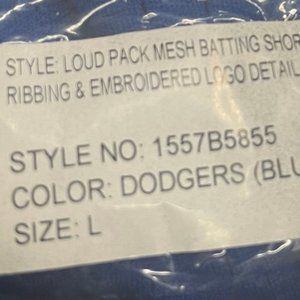 STYLE: LOUD PACK MESH BATTING SHOR
RIBBING & EMBROIDERED LOGO DETAIL
STYLE NO: 1557B5855
COLOR: DODGERS (BLU
SIZE: L